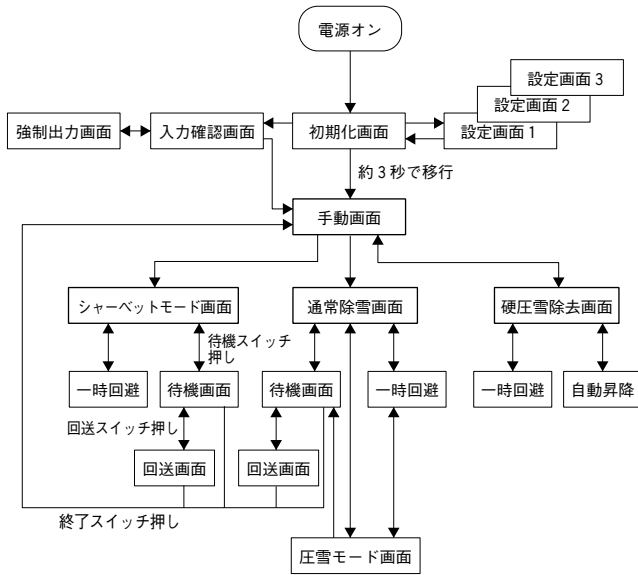 電源オン
設定画面 3
設定画面 2
強制出力画面
入力確認画面
初期化画面
設定画面 1
約 3 秒で移行
手動画面
シャーベットモード画面
通常除雪画面
硬圧雪除去画面
待機スイッチ
押し
一時回避
待機画面
待機画面
一時回避
一時回避
自動昇降
回送スイッチ押し
回送画面
回送画面
終了スイッチ押し
圧雪モード画面